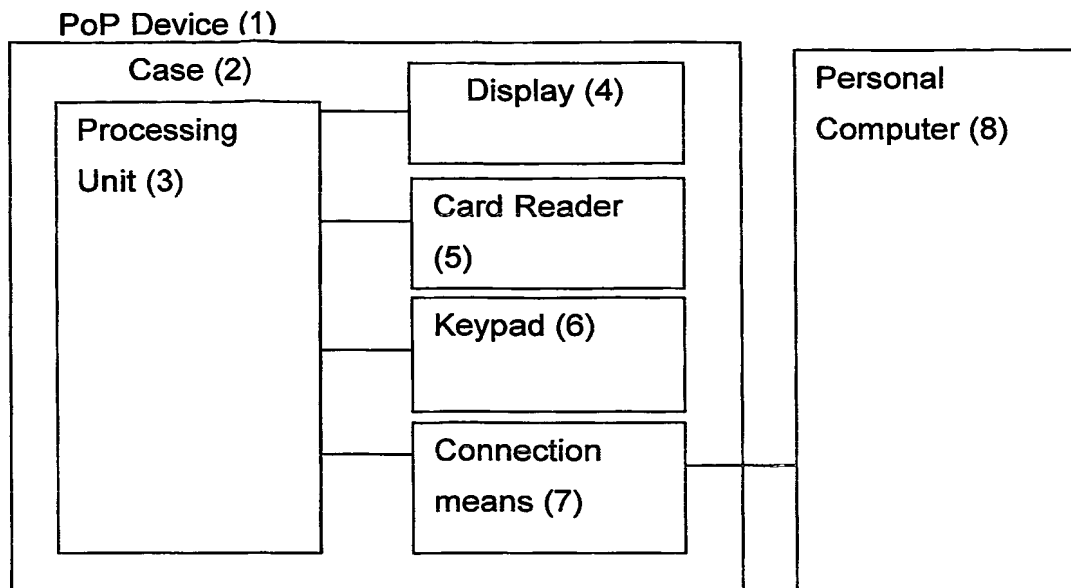 PoP Device (1)
Case (2)
Processing
Unit (3)
Display (4)
Card Reader
(5)
Keypad (6)
Connection
means (7)
Personal
Computer (8)